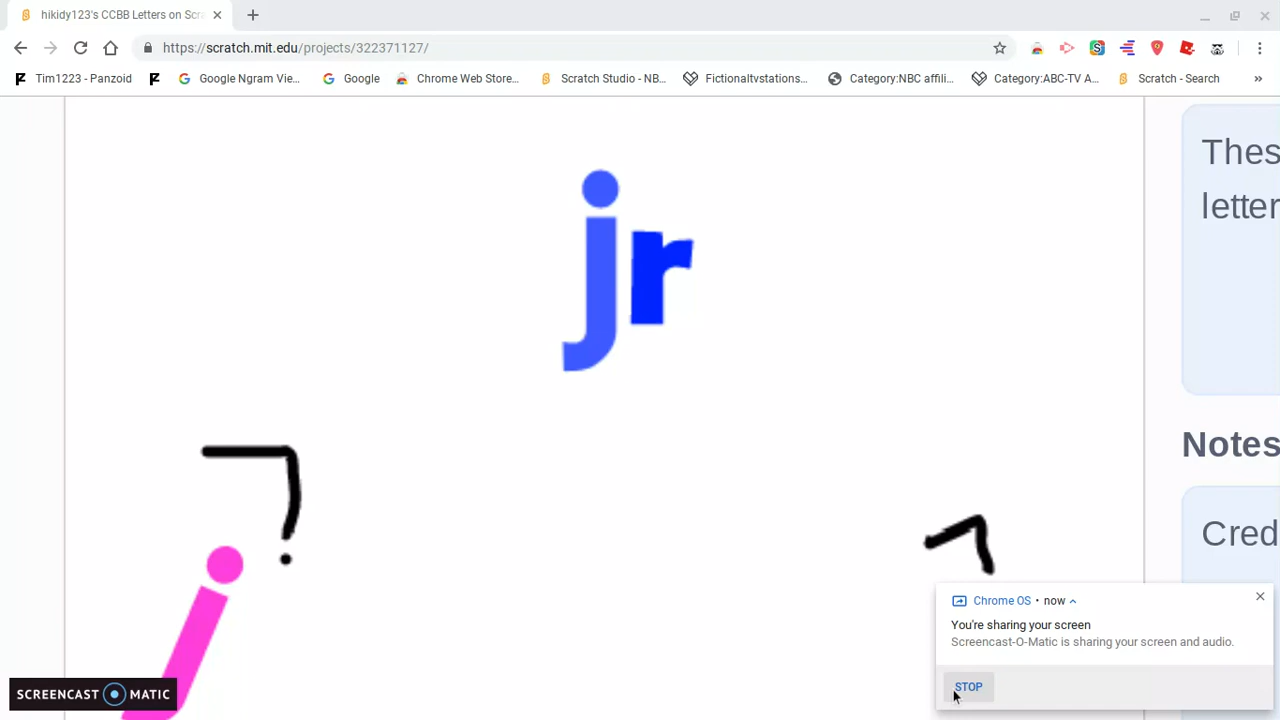 hikidy123's CCBB Letters on Scra
https://scratch.mit.edu/projects/322371127/
Tim1223 - Panzoid
Google Ngram Vie...
Google
Chrome Web Store...
Scratch Studio - NB...
Fictionaltvstations...
Category:NBC affili...
Category:ABC-TV A...
Scratch - Search
»
Thes
letter
jr
Notes
?
j
Cred
Chrome OS • now
You're sharing your screen
Screencast-O-Matic is sharing your screen and audio.
STOP
SCREENCAST MATIC